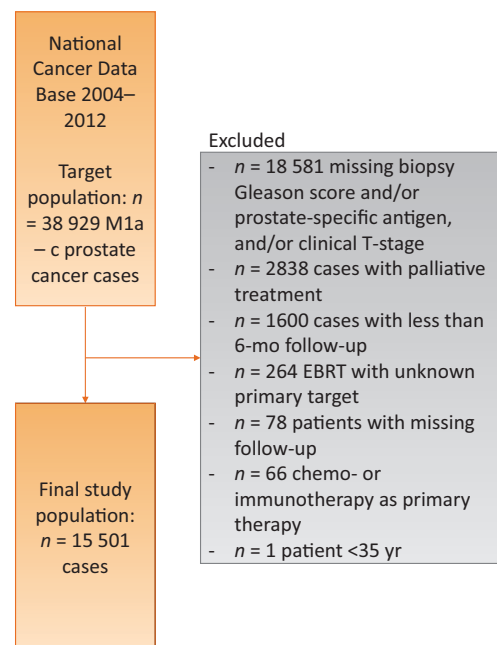 National
Cancer Data
Base 2004–
2012
Target
population: n
= 38 929 M1a
– c prostate
cancer cases
Excluded
- n = 18 581 missing biopsy
Gleason score and/or
prostate-specific antigen,
and/or clinical T-stage
- n = 2838 cases with palliative
treatment
- n = 1600 cases with less than
6-mo follow-up
- n = 264 EBRT with unknown
primary target
- n = 78 patients with missing
follow-up
- n = 66 chemo- or
immunotherapy as primary
therapy
- n = 1 patient <35 yr
Final study
population:
n = 15 501
cases